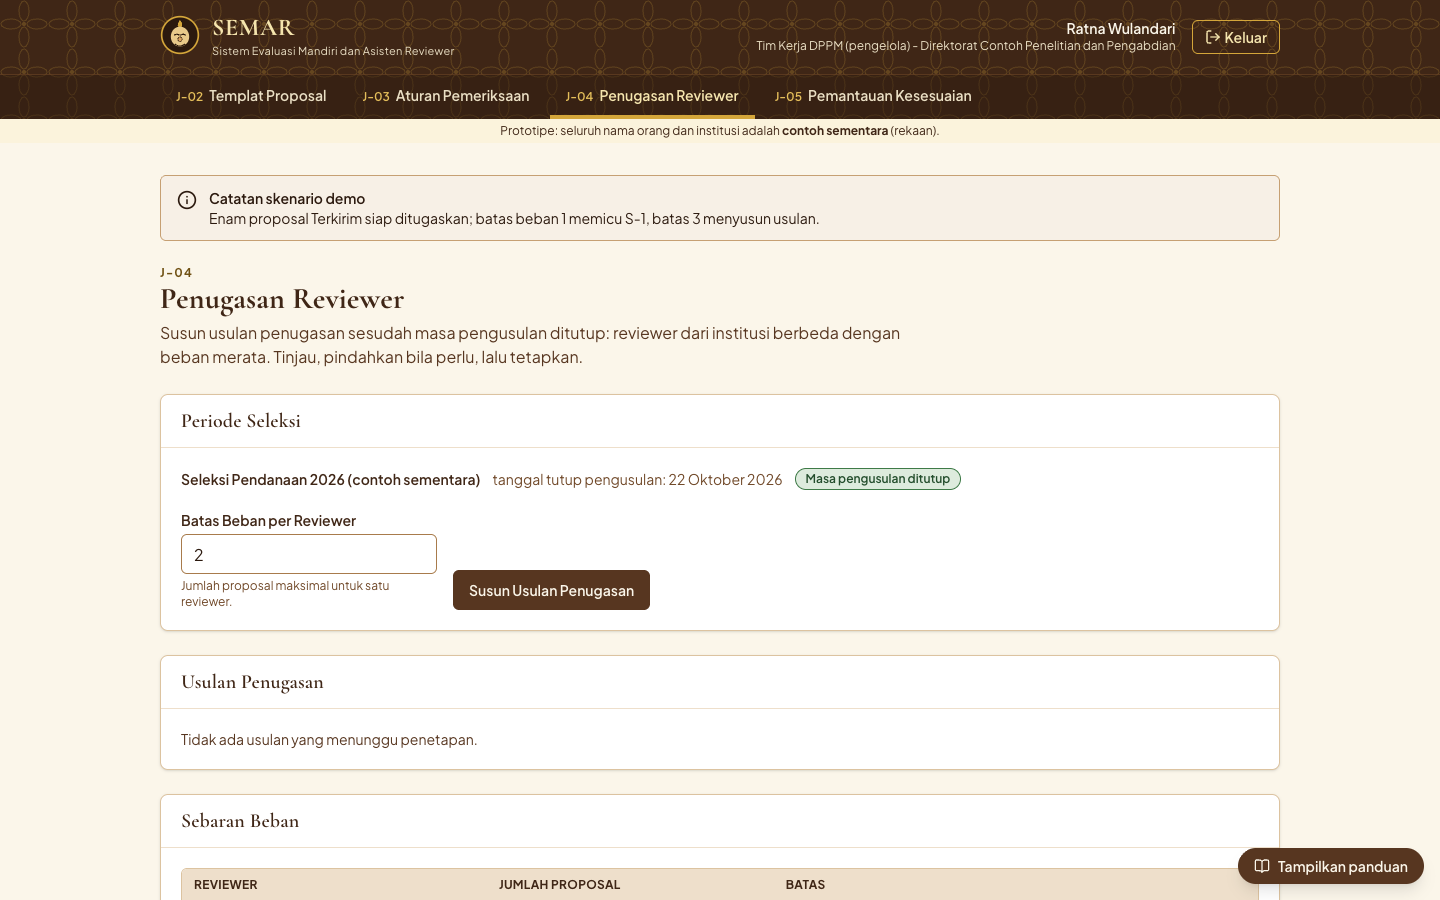 SEMAR
Sistem Evaluasi Mandiri dan Asisten Reviewer
Ratna Wulandari
Tim Kerja DPPM (pengelola) - Direktorat Contoh Penelitian dan Pengabdian
Keluar
J-02 Templat Proposal
J-03 Aturan Pemeriksaan
J-04 Penugasan Reviewer
J-05 Pemantauan Kesesuaian
Prototipe: seluruh nama orang dan institusi adalah contoh sementara (rekaan).
Catatan skenario demo
Enam proposal Terkirim siap ditugaskan; batas beban 1 memicu S-1, batas 3 menyusun usulan.
J-04
Penugasan Reviewer
Susun usulan penugasan sesudah masa pengusulan ditutup: reviewer dari institusi berbeda dengan
beban merata. Tinjau, pindahkan bila perlu, lalu tetapkan.
Periode Seleksi
Seleksi Pendanaan 2026 (contoh sementara) tanggal tutup pengusulan: 22 Oktober 2026 Masa pengusulan ditutup
Batas Beban per Reviewer
2
Jumlah proposal maksimal untuk satu
reviewer.
Susun Usulan Penugasan
Usulan Penugasan
Tidak ada usulan yang menunggu penetapan.
Sebaran Beban
REVIEWER JUMLAH PROPOSAL BATAS
Tampilkan panduan